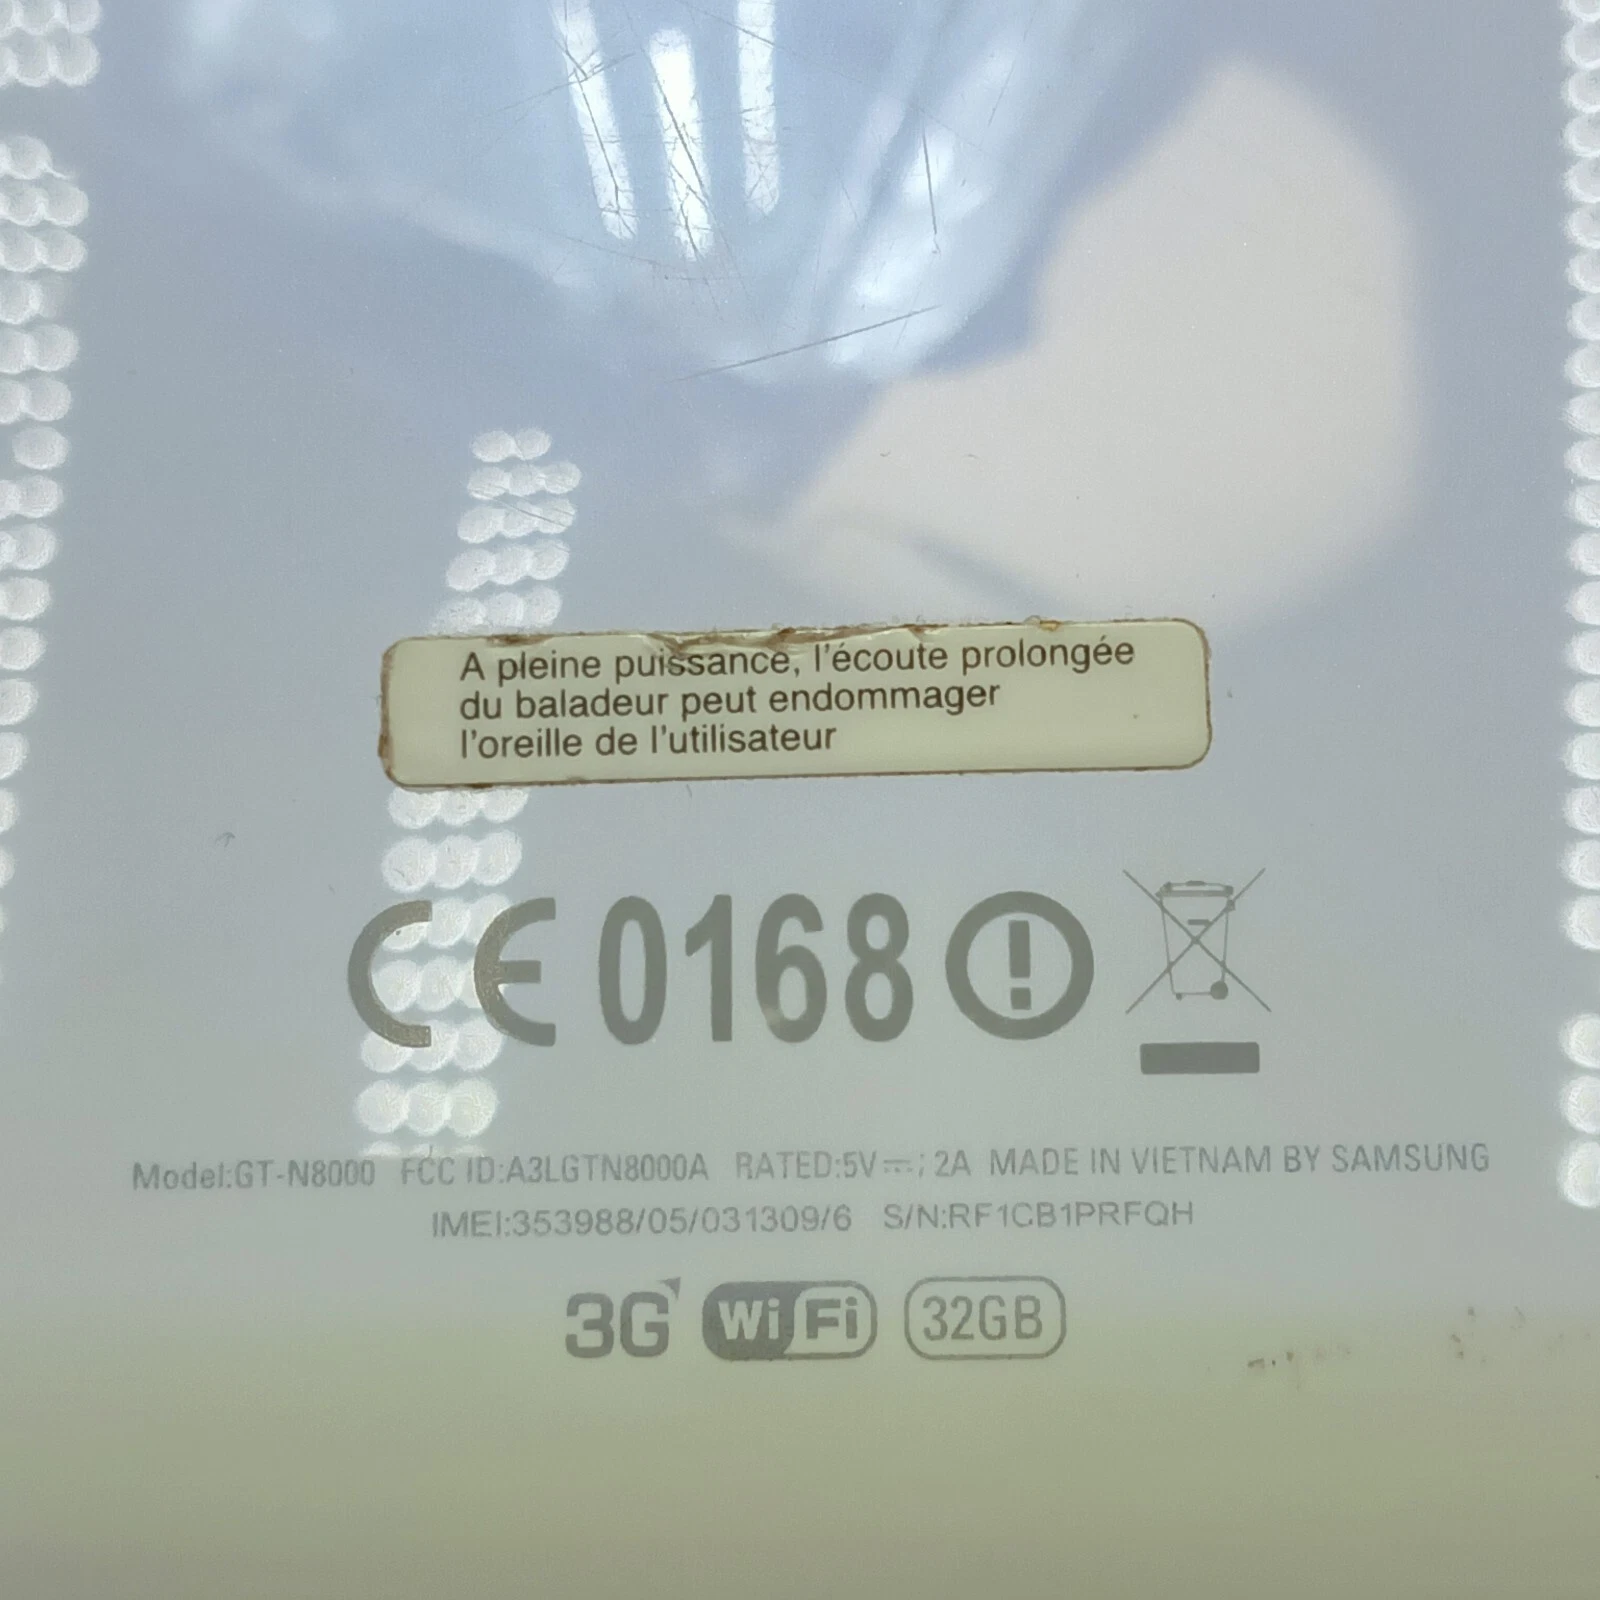 A pleine puissance, l'écoute prolongée
du baladeur peut endommager
l'oreille de l'utilisateur
CE 0168
Model:GT-N8000 FCC ID:A3LGTN8000A RATED:5V⎓; 2A MADE IN VIETNAM BY SAMSUNG
IMEI:353988/05/031309/6 S/N:RF1CB1PRFQH
3G WiFi 32GB